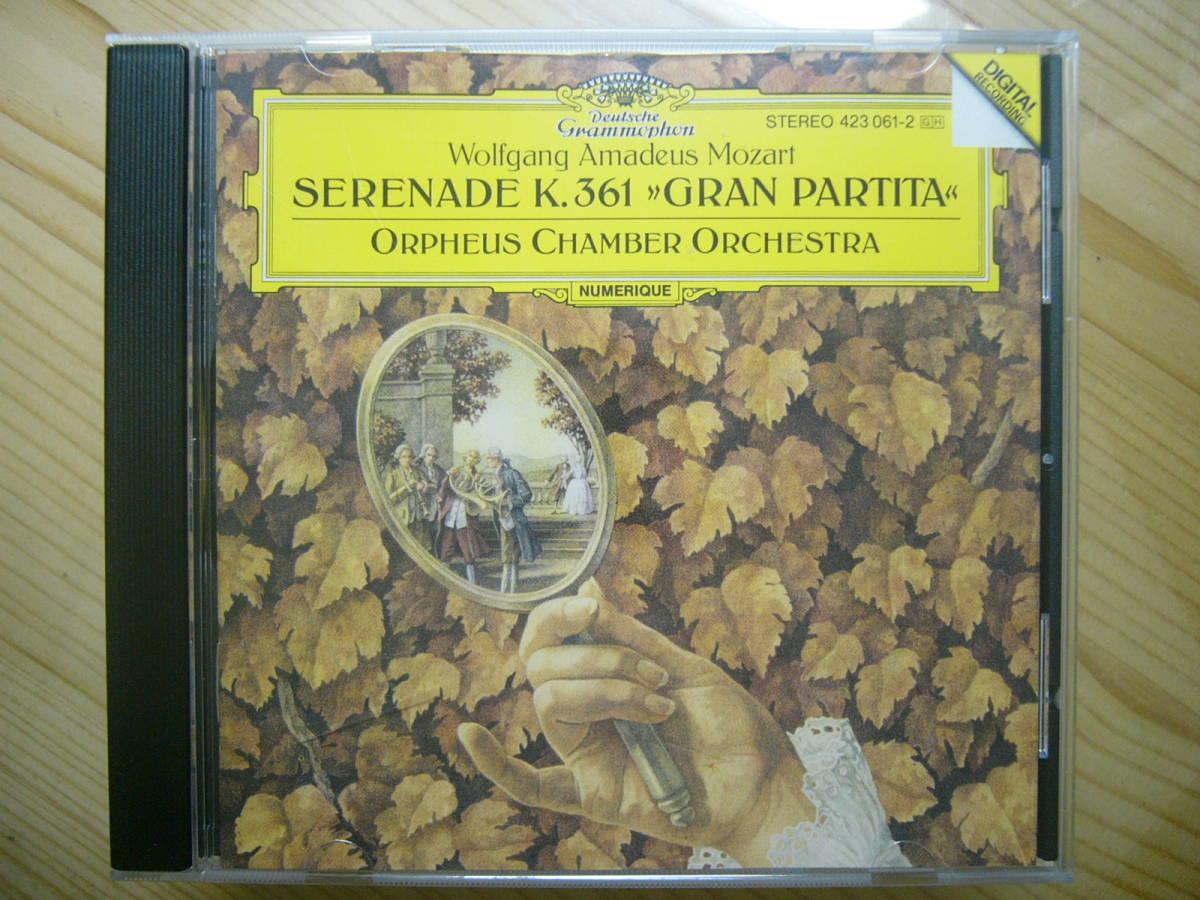 Deutsche
Grammophon
STEREO 423 061-2 GH
DIGITAL
RECORDING
Wolfgang Amadeus Mozart
SERENADE K. 361 »GRAN PARTITA«
ORPHEUS CHAMBER ORCHESTRA
NUMERIQUE